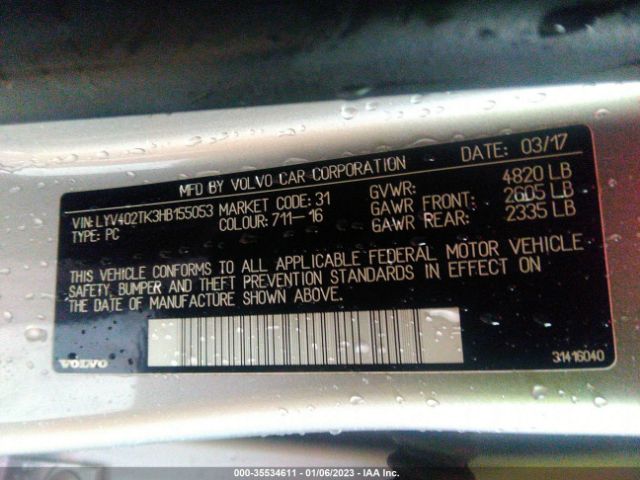 MFD BY VOLVO CAR CORPORATION DATE: 03/17
VIN: LYV402TK3HB155053 MARKET CODE: 31 GVWR: 4820 LB
TYPE: PC COLOUR: 711-16 GAWR FRONT: 2605 LB
GAWR REAR: 2335 LB
THIS VEHICLE CONFORMS TO ALL APPLICABLE FEDERAL MOTOR VEHICLE
SAFETY, BUMPER AND THEFT PREVENTION STANDARDS IN EFFECT ON
THE DATE OF MANUFACTURE SHOWN ABOVE.
VOLVO 31416040
000-35534611 - 01/06/2023 - IAA Inc.